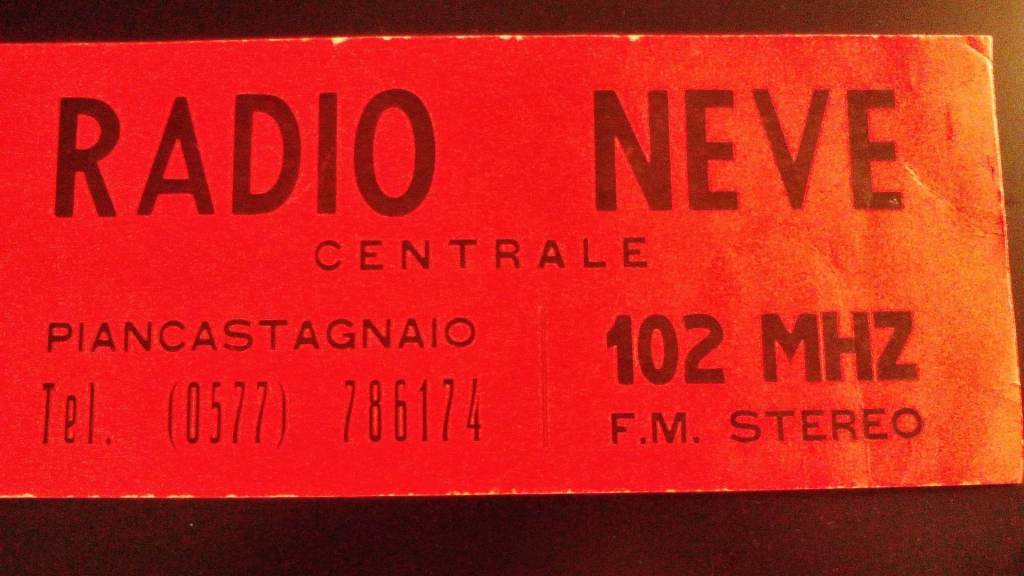 RADIO NEVE
CENTRALE
PIANCASTAGNAIO
Tel. (0577) 786174
102 MHZ
F.M. STEREO